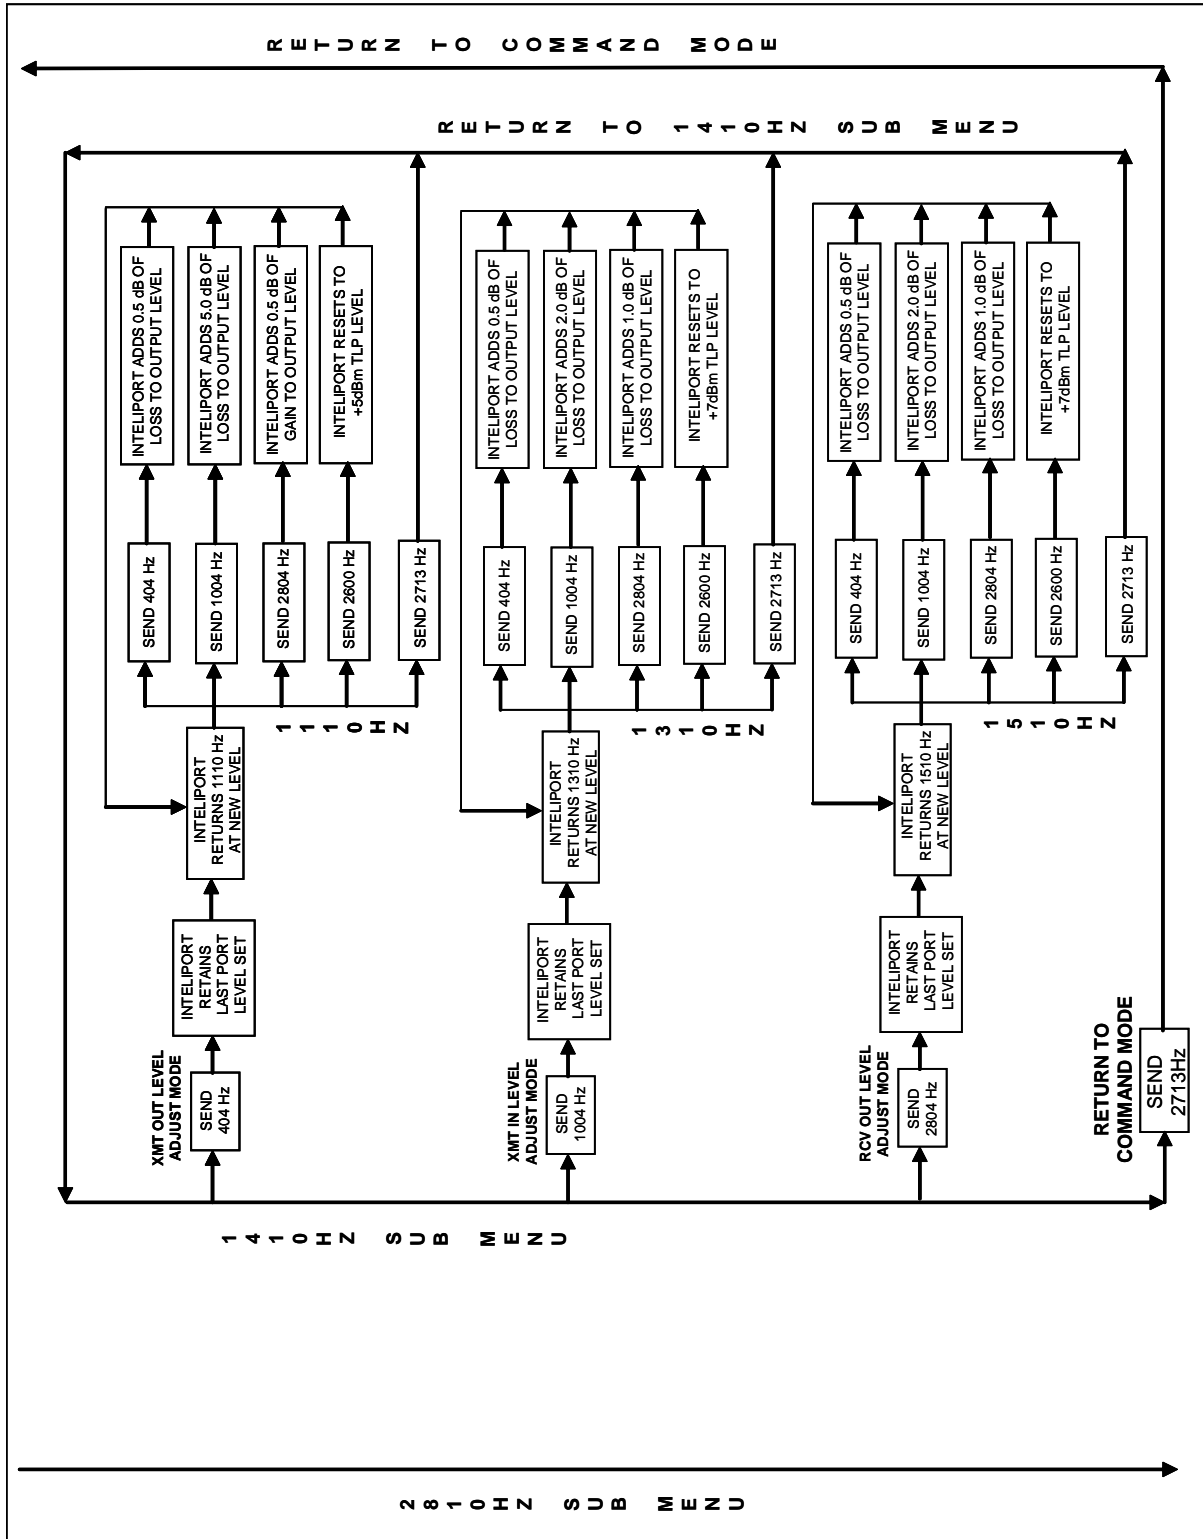 RETURN TO COMMAND MODE
RETURN TO 1410HZ SUB MENU
INTELIPORT ADDS 0.5 dB OF
LOSS TO OUTPUT LEVEL
INTELIPORT ADDS 5.0 dB OF
LOSS TO OUTPUT LEVEL
INTELIPORT ADDS 0.5 dB OF
GAIN TO OUTPUT LEVEL
INTELIPORT RESETS TO
+5dBm TLP LEVEL
INTELIPORT ADDS 0.5 dB OF
LOSS TO OUTPUT LEVEL
INTELIPORT ADDS 2.0 dB OF
LOSS TO OUTPUT LEVEL
INTELIPORT ADDS 1.0 dB OF
LOSS TO OUTPUT LEVEL
INTELIPORT RESETS TO
+7dBm TLP LEVEL
INTELIPORT ADDS 0.5 dB OF
LOSS TO OUTPUT LEVEL
INTELIPORT ADDS 2.0 dB OF
LOSS TO OUTPUT LEVEL
INTELIPORT ADDS 1.0 dB OF
LOSS TO OUTPUT LEVEL
INTELIPORT RESETS TO
+7dBm TLP LEVEL
SEND 404 Hz
SEND 1004 Hz
SEND 2804 Hz
SEND 2600 Hz
SEND 2713 Hz
SEND 404 Hz
SEND 1004 Hz
SEND 2804 Hz
SEND 2600 Hz
SEND 2713 Hz
SEND 404 Hz
SEND 1004 Hz
SEND 2804 Hz
SEND 2600 Hz
SEND 2713 Hz
1110HZ
1310HZ
1510HZ
INTELIPORT
RETURNS 1110 Hz
AT NEW LEVEL
INTELIPORT
RETURNS 1310 Hz
AT NEW LEVEL
INTELIPORT
RETURNS 1510 Hz
AT NEW LEVEL
INTELIPORT
RETAINS
LAST PORT
LEVEL SET
INTELIPORT
RETAINS
LAST PORT
LEVEL SET
INTELIPORT
RETAINS
LAST PORT
LEVEL SET
XMT OUT LEVEL
ADJUST MODE
SEND
404 Hz
XMT IN LEVEL
ADJUST MODE
SEND
1004 Hz
RCV OUT LEVEL
ADJUST MODE
SEND
2804 Hz
RETURN TO
COMMAND MODE
SEND
2713Hz
1410HZ SUB MENU
2810HZ SUB MENU